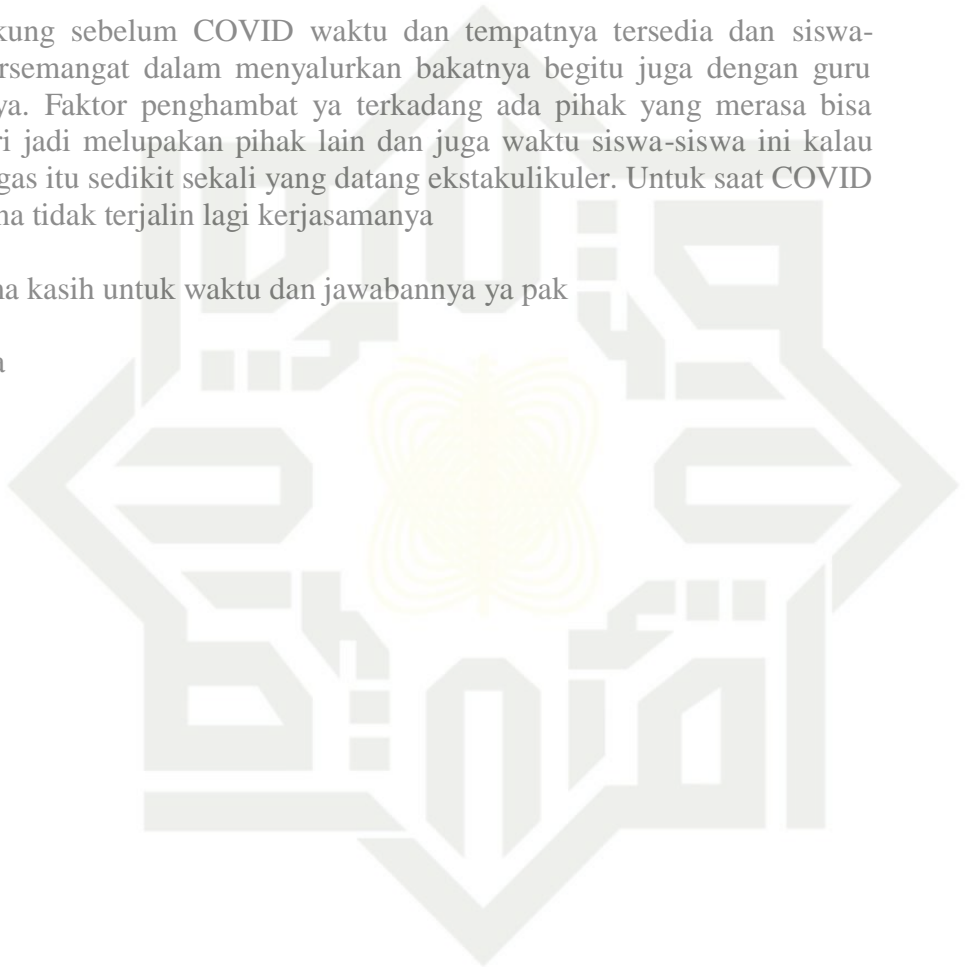 kung sebelum COVID waktu dan tempatnya tersedia dan siswa-
rsemangat dalam menyalurkan bakatnya begitu juga dengan guru
ya. Faktor penghambat ya terkadang ada pihak yang merasa bisa
ri jadi melupakan pihak lain dan juga waktu siswa-siswa ini kalau
gas itu sedikit sekali yang datang ekstakulikuler. Untuk saat COVID
na tidak terjalin lagi kerjasamanya
na kasih untuk waktu dan jawabannya ya pak
a